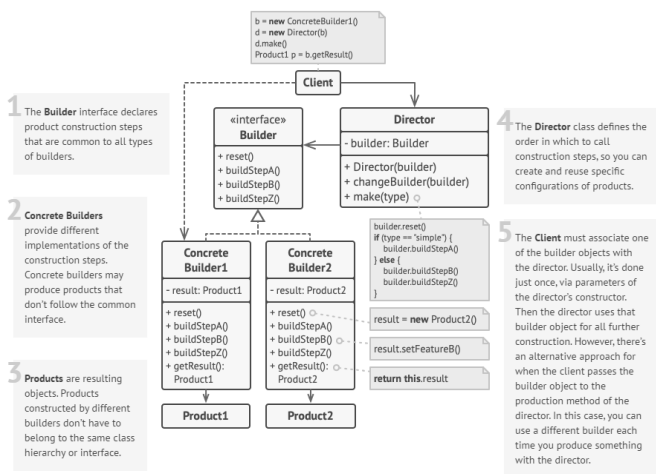 b = new ConcreteBuilder1()
d = new Director(b)
d.make()
Product1 p = b.getResult()
Client
1
The Builder interface declares
product construction steps
that are common to all types
of builders.
«interface»
Builder
+ reset()
+ buildStepA()
+ buildStepB()
+ buildStepZ()
Director
- builder: Builder
+ Director(builder)
+ changeBuilder(builder)
+ make(type)
4
The Director class defines the
order in which to call
construction steps, so you can
create and reuse specific
configurations of products.
2
Concrete Builders
provide different
implementations of the
construction steps.
Concrete builders may
produce products that
don't follow the common
interface.
builder.reset()
if (type == "simple") {
builder.buildStepA()
} else {
builder.buildStepB()
builder.buildStepZ()
}
Concrete
Builder1
- result: Product1
+ reset()
+ buildStepA()
+ buildStepB()
+ buildStepZ()
+ getResult():
Product1
Concrete
Builder2
- result: Product2
+ reset()
+ buildStepA()
+ buildStepB()
+ buildStepZ()
+ getResult():
Product2
result = new Product2()
result.setFeatureB()
return this.result
3
Products are resulting
objects. Products
constructed by different
builders don't have to
belong to the same class
hierarchy or interface.
Product1
Product2
5
The Client must associate one
of the builder objects with
the director. Usually, it's done
just once, via parameters of
the director's constructor.
Then the director uses that
builder object for all further
construction. However, there's
an alternative approach for
when the client passes the
builder object to the
production method of the
director. In this case, you can
use a different builder each
time you produce something
with the director.